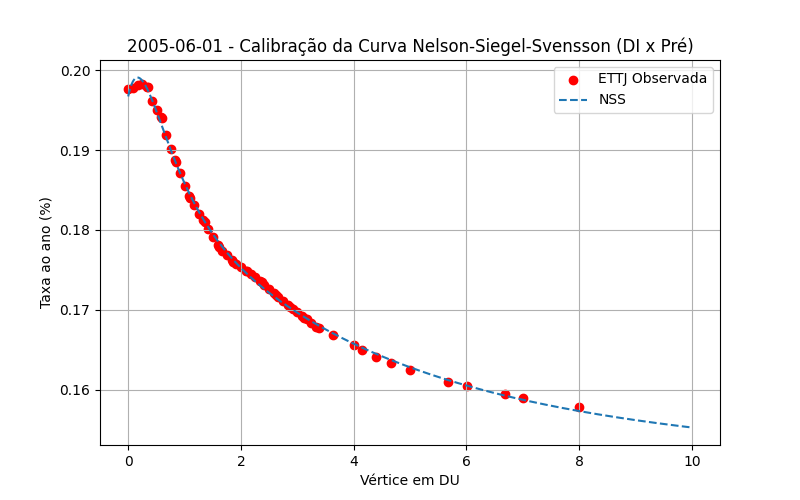 2005-06-01 - Calibração da Curva Nelson-Siegel-Svensson (DI x Pré)
ETTJ Observada
NSS
Taxa ao ano (%)
0.20
0.19
0.18
0.17
0.16
0 2 4 6 8 10
Vértice em DU